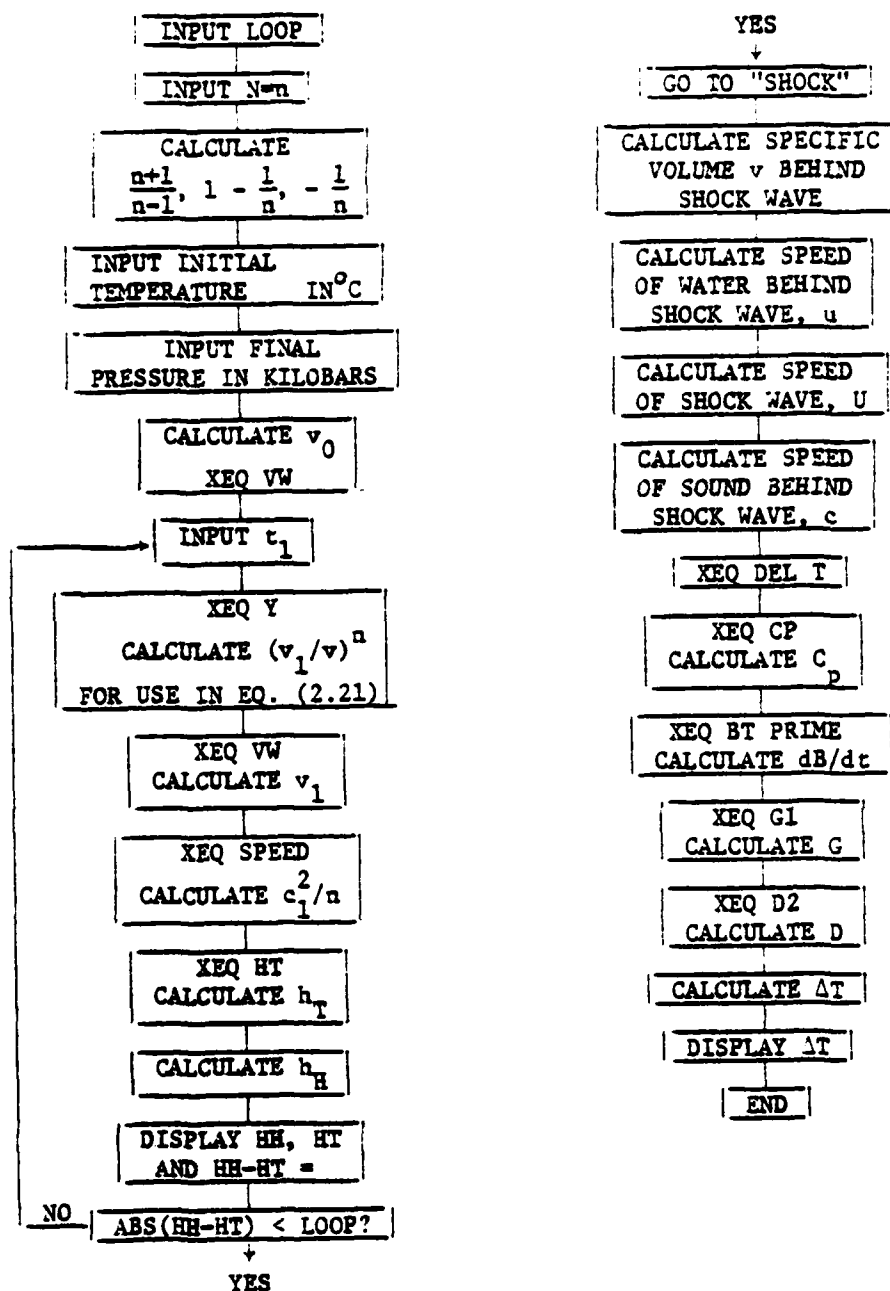 INPUT LOOP
INPUT N=n
CALCULATE
n+1/n-1, 1 - 1/n, - 1/n
INPUT INITIAL
TEMPERATURE IN°C
INPUT FINAL
PRESSURE IN KILOBARS
CALCULATE v₀
XEQ VW
INPUT t₁
XEQ Y
CALCULATE (v₁/v)ⁿ
FOR USE IN EQ. (2.21)
XEQ VW
CALCULATE v₁
XEQ SPEED
CALCULATE c₁²/n
XEQ HT
CALCULATE h_T
CALCULATE h_H
DISPLAY HH, HT
AND HH-HT =
NO
ABS(HH-HT) < LOOP?
YES
YES
GO TO "SHOCK"
CALCULATE SPECIFIC
VOLUME v BEHIND
SHOCK WAVE
CALCULATE SPEED
OF WATER BEHIND
SHOCK WAVE, u
CALCULATE SPEED
OF SHOCK WAVE, U
CALCULATE SPEED
OF SOUND BEHIND
SHOCK WAVE, c
XEQ DEL T
XEQ CP
CALCULATE C_p
XEQ BT PRIME
CALCULATE dB/dt
XEQ G1
CALCULATE G
XEQ D2
CALCULATE D
CALCULATE ΔT
DISPLAY ΔT
END